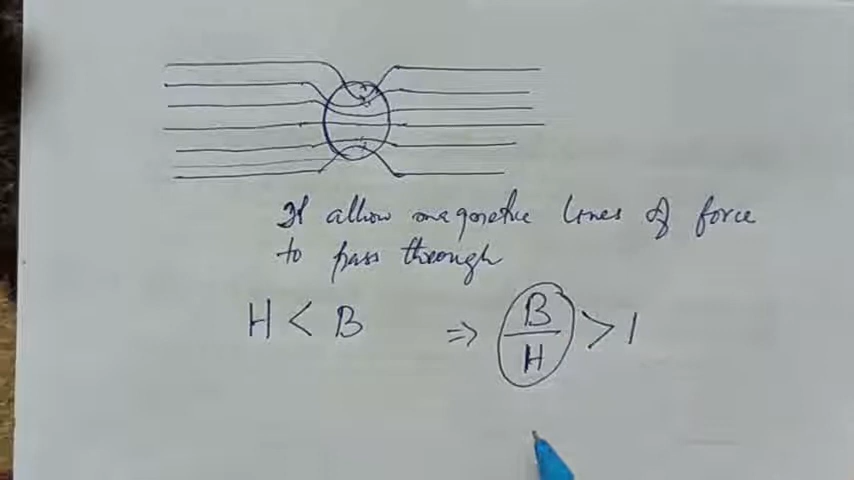 It allow magnetic lines of force
to pass through
H < B ⇒ B/H > 1